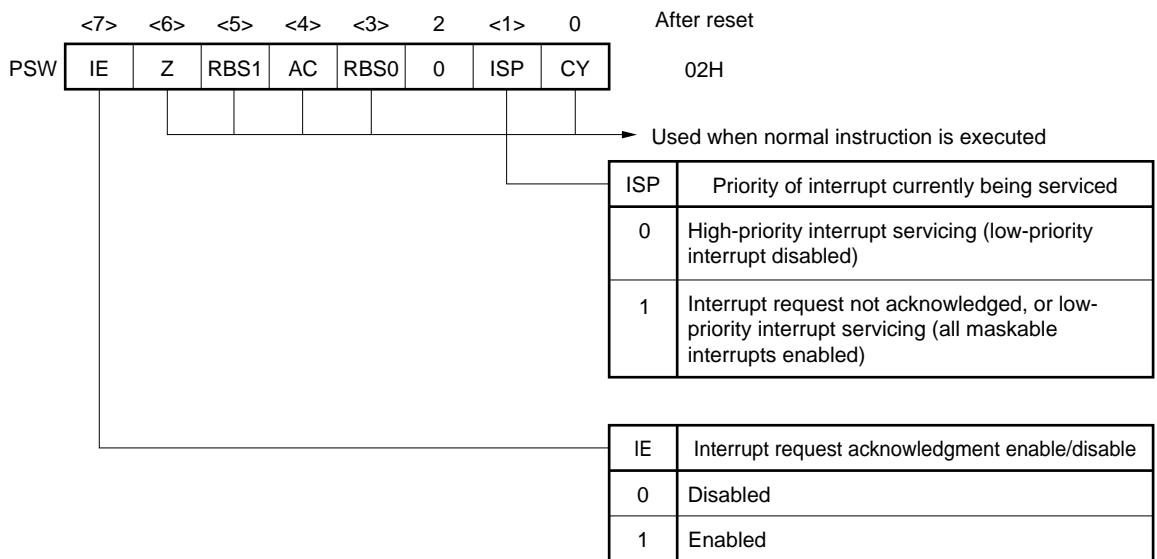 <7> <6> <5> <4> <3> 2 <1> 0 After reset
PSW IE Z RBS1 AC RBS0 0 ISP CY 02H
Used when normal instruction is executed
ISP Priority of interrupt currently being serviced
0 High-priority interrupt servicing (low-priority
interrupt disabled)
1 Interrupt request not acknowledged, or low-
priority interrupt servicing (all maskable
interrupts enabled)
IE Interrupt request acknowledgment enable/disable
0 Disabled
1 Enabled